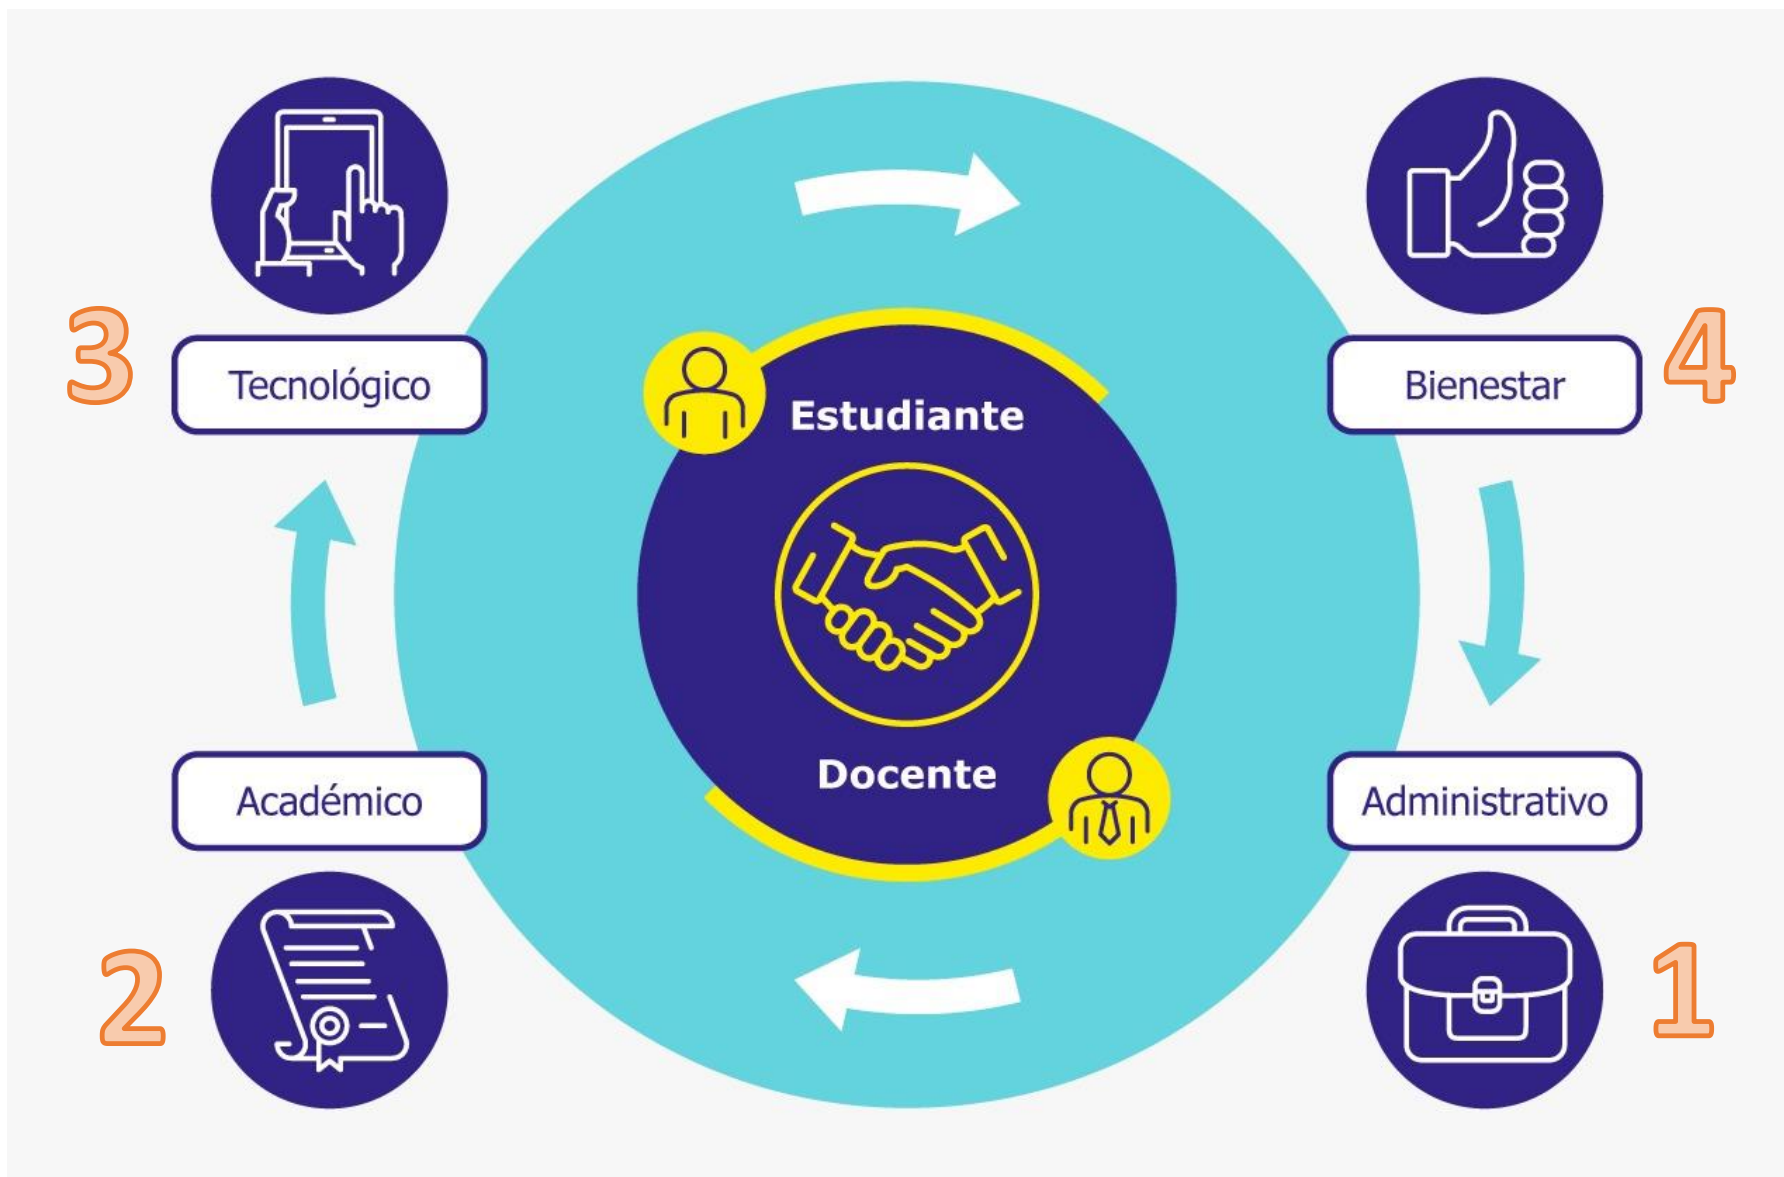 3
Tecnológico
Estudiante
Bienestar
4
Académico
Docente
Administrativo
2
1